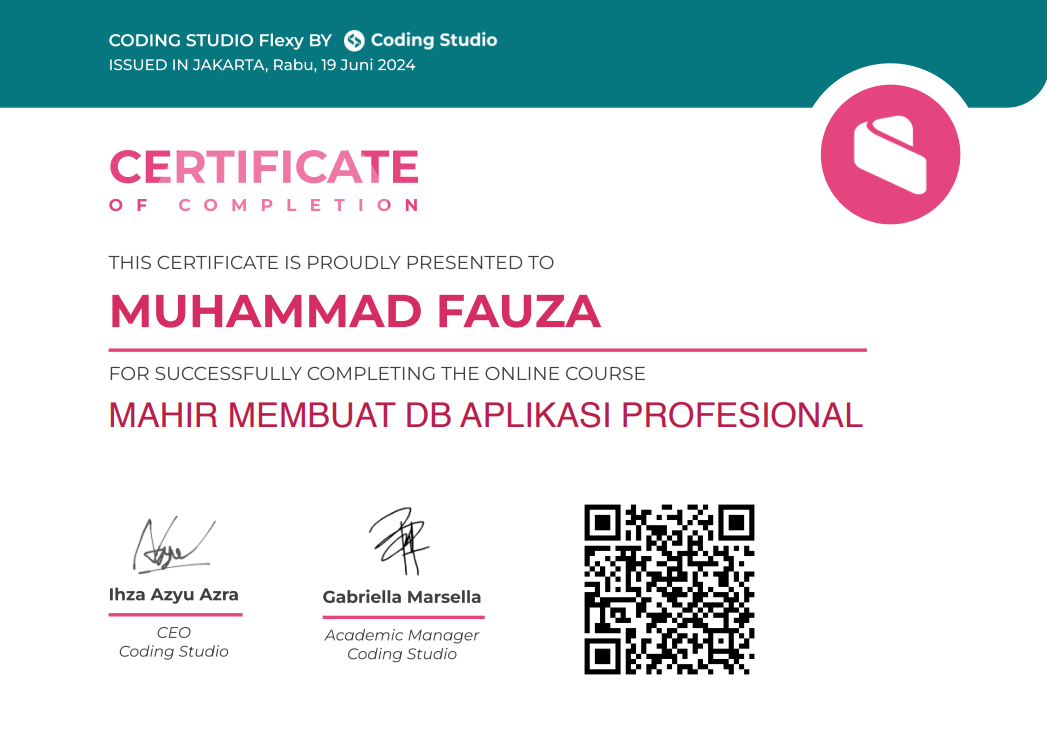 CODING STUDIO Flexy BY Coding Studio
ISSUED IN JAKARTA, Rabu, 19 Juni 2024
CERTIFICATE
OF COMPLETION
THIS CERTIFICATE IS PROUDLY PRESENTED TO
MUHAMMAD FAUZA
FOR SUCCESSFULLY COMPLETING THE ONLINE COURSE
MAHIR MEMBUAT DB APLIKASI PROFESIONAL
Ihza Azyu Azra
CEO
Coding Studio
Gabriella Marsella
Academic Manager
Coding Studio